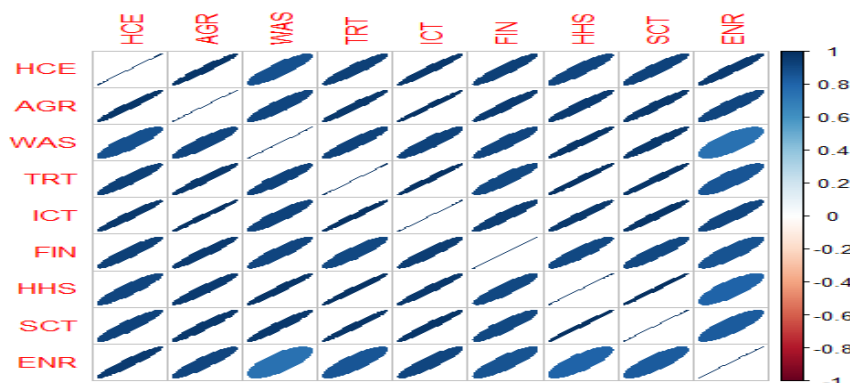 HCE AGR WAS TRT ICT FIN HHS SCT ENR
HCE
AGR
WAS
TRT
ICT
FIN
HHS
SCT
ENR
1
0.8
0.6
0.4
0.2
0
-0.2
-0.4
-0.6
-0.8
-1